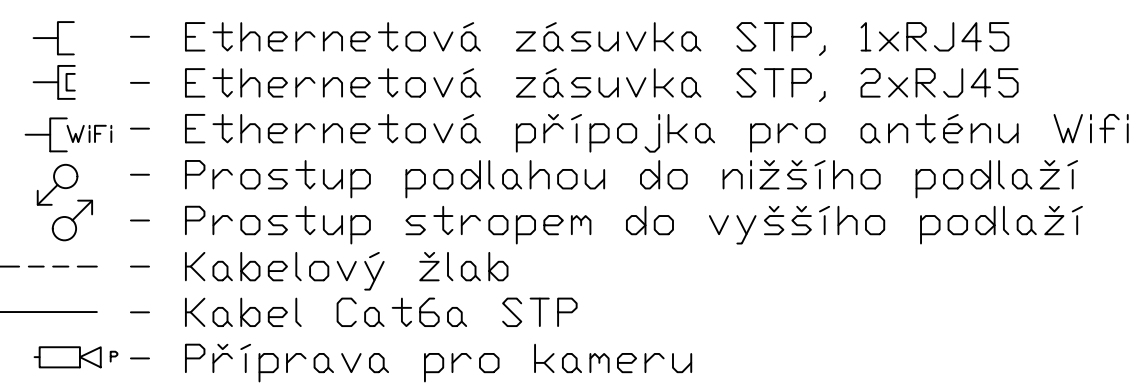 - Ethernetová zásuvka STP, 1xRJ45
- Ethernetová zásuvka STP, 2xRJ45
WiFi - Ethernetová přípojka pro anténu Wifi
- Prostup podlahou do nižšího podlaží
- Prostup stropem do vyššího podlaží
- Kabelový žlab
- Kabel Cat6a STP
P - Příprava pro kameru